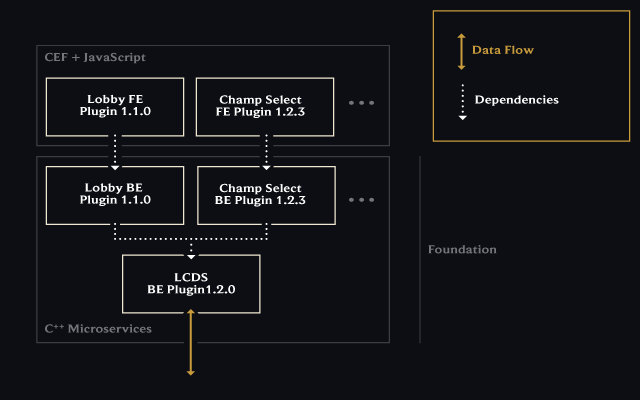 CEF + JavaScript
Lobby FE
Plugin 1.1.0
Champ Select
FE Plugin 1.2.3
Data Flow
Dependencies
Lobby BE
Plugin 1.1.0
Champ Select
BE Plugin 1.2.3
Foundation
LCDS
BE Plugin1.2.0
C⁺⁺ Microservices